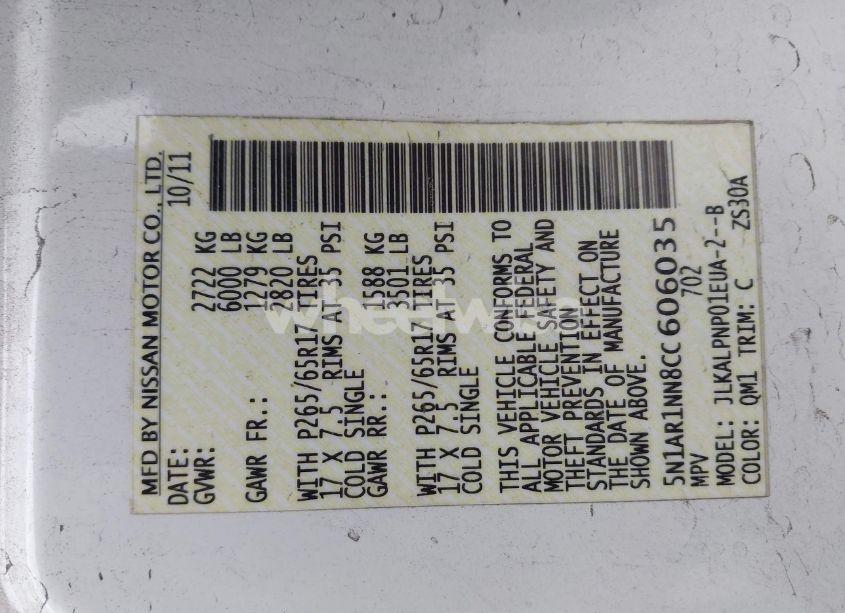 MFD BY NISSAN MOTOR CO., LTD.
DATE: 10/11
GVWR: 2722 KG
6000 LB
GAWR FR.: 1279 KG
2820 LB
WITH P265/65R17 TIRES
17 X 7.5 RIMS AT 35 PSI
COLD SINGLE
GAWR RR.: 1588 KG
3501 LB
WITH P265/65R17 TIRES
17 X 7.5 RIMS AT 35 PSI
COLD SINGLE
THIS VEHICLE CONFORMS TO
ALL APPLICABLE FEDERAL
MOTOR VEHICLE SAFETY AND
THEFT PREVENTION
STANDARDS IN EFFECT ON
THE DATE OF MANUFACTURE
SHOWN ABOVE.
5N1AR1NN8CC606035
MPV 702
MODEL: JLKALPNP01EUA-2--B
COLOR: QM1 TRIM: C ZS30A